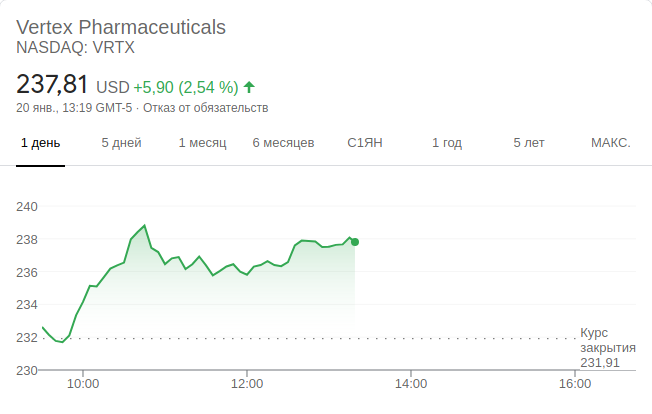 Vertex Pharmaceuticals
NASDAQ: VRTX
237,81 USD +5,90 (2,54 %)
20 янв., 13:19 GMT-5 · Отказ от обязательств
1 день 5 дней 1 месяц 6 месяцев С1ЯН 1 год 5 лет МАКС.
240
238
236
234
232
230
Курс
закрытия
231,91
10:00 12:00 14:00 16:00